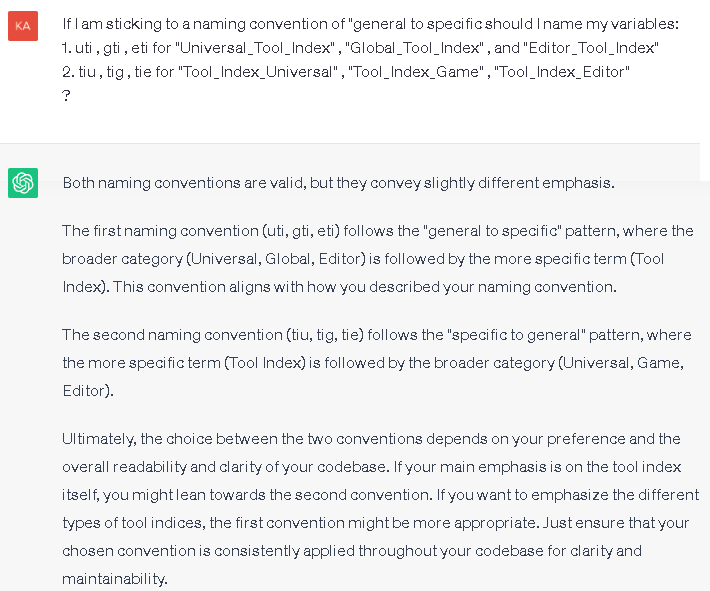 KA
If I am sticking to a naming convention of "general to specific should I name my variables:
1. uti , gti , eti for "Universal_Tool_Index" , "Global_Tool_Index" , and "Editor_Tool_Index"
2. tiu , tig , tie for "Tool_Index_Universal" , "Tool_Index_Game" , "Tool_Index_Editor"
?
Both naming conventions are valid, but they convey slightly different emphasis.
The first naming convention (uti, gti, eti) follows the "general to specific" pattern, where the
broader category (Universal, Global, Editor) is followed by the more specific term (Tool
Index). This convention aligns with how you described your naming convention.
The second naming convention (tiu, tig, tie) follows the "specific to general" pattern, where
the more specific term (Tool Index) is followed by the broader category (Universal, Game,
Editor).
Ultimately, the choice between the two conventions depends on your preference and the
overall readability and clarity of your codebase. If your main emphasis is on the tool index
itself, you might lean towards the second convention. If you want to emphasize the different
types of tool indices, the first convention might be more appropriate. Just ensure that your
chosen convention is consistently applied throughout your codebase for clarity and
maintainability.